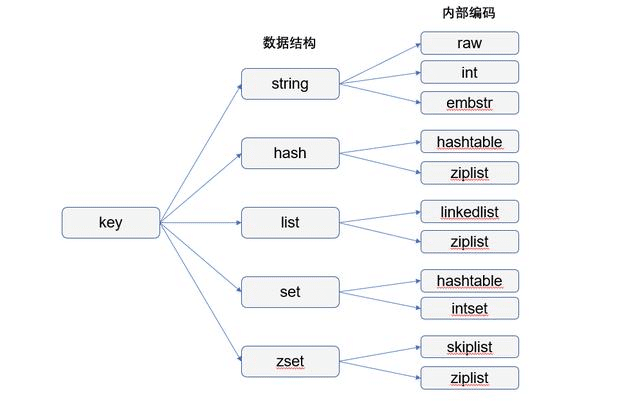 内部编码
数据结构
raw
string
int
embstr
hash
hashtable
ziplist
key
list
linkedlist
ziplist
set
hashtable
intset
zset
skiplist
ziplist